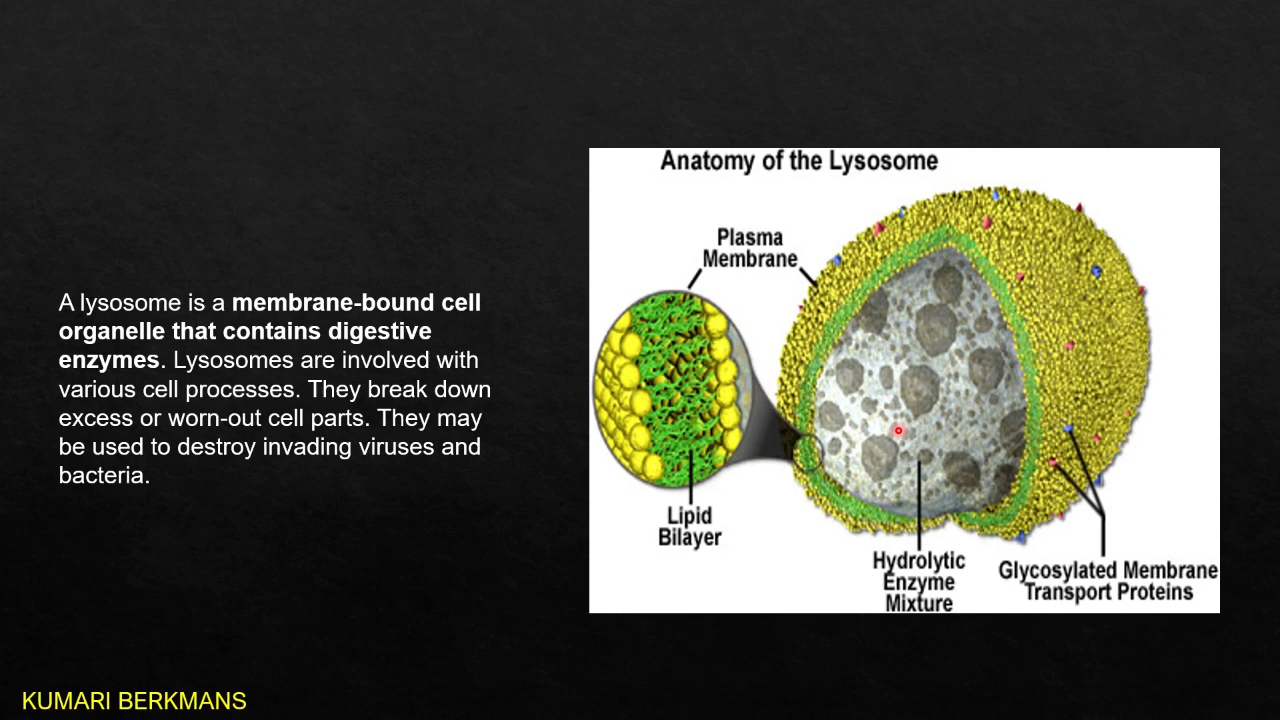 Anatomy of the Lysosome
Plasma
Membrane
A lysosome is a membrane-bound cell
organelle that contains digestive
enzymes. Lysosomes are involved with
various cell processes. They break down
excess or worn-out cell parts. They may
be used to destroy invading viruses and
bacteria.
Lipid
Bilayer
Hydrolytic
Enzyme
Mixture
Glycosylated Membrane
Transport Proteins
KUMARI BERKMANS